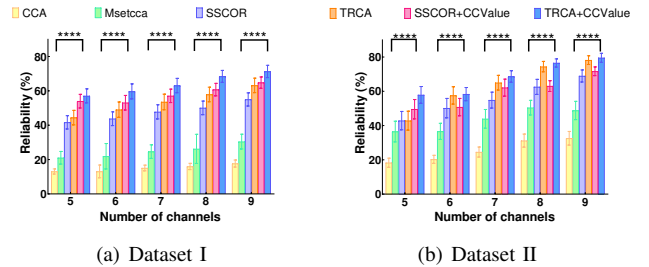 CCA Msetcca SSCOR TRCA SSCOR+CCValue TRCA+CCValue
I II
**** **** **** **** ****
Reliability (%)
80
60
40
20
0
5 6 7 8 9
Number of channels
(a) Dataset I
**** **** **** **** ****
Reliability (%)
80
60
40
20
0
5 6 7 8 9
Number of channels
(b) Dataset II